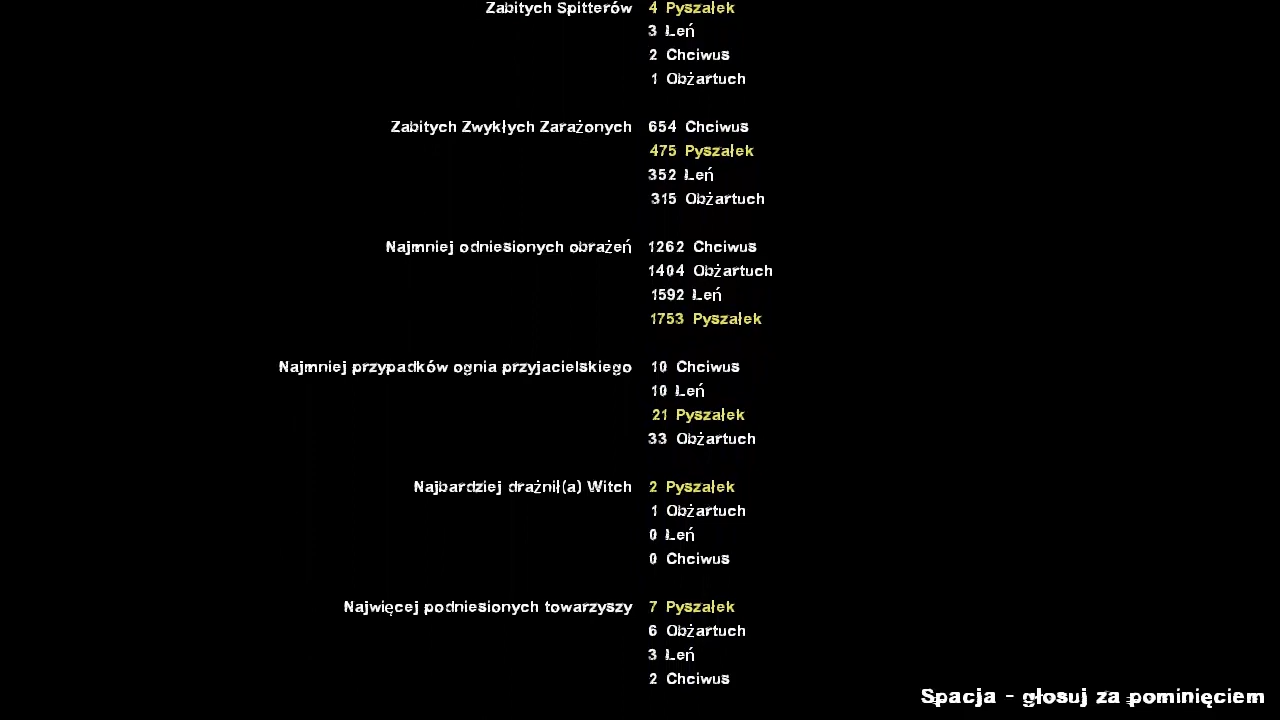 Zabitych Spitterów 4 Pyszałek
3 Leń
2 Chciwus
1 Obżartuch
Zabitych Zwykłych Zarażonych 654 Chciwus
475 Pyszałek
352 Leń
315 Obżartuch
Najmniej odniesionych obrażeń 1262 Chciwus
1404 Obżartuch
1592 Leń
1753 Pyszałek
Najmniej przypadków ognia przyjacielskiego 10 Chciwus
10 Leń
21 Pyszałek
33 Obżartuch
Najbardziej drażnił(a) Witch 2 Pyszałek
1 Obżartuch
0 Leń
0 Chciwus
Najwięcej podniesionych towarzyszy 7 Pyszałek
6 Obżartuch
3 Leń
2 Chciwus
Spacja - głosuj za pominięciem